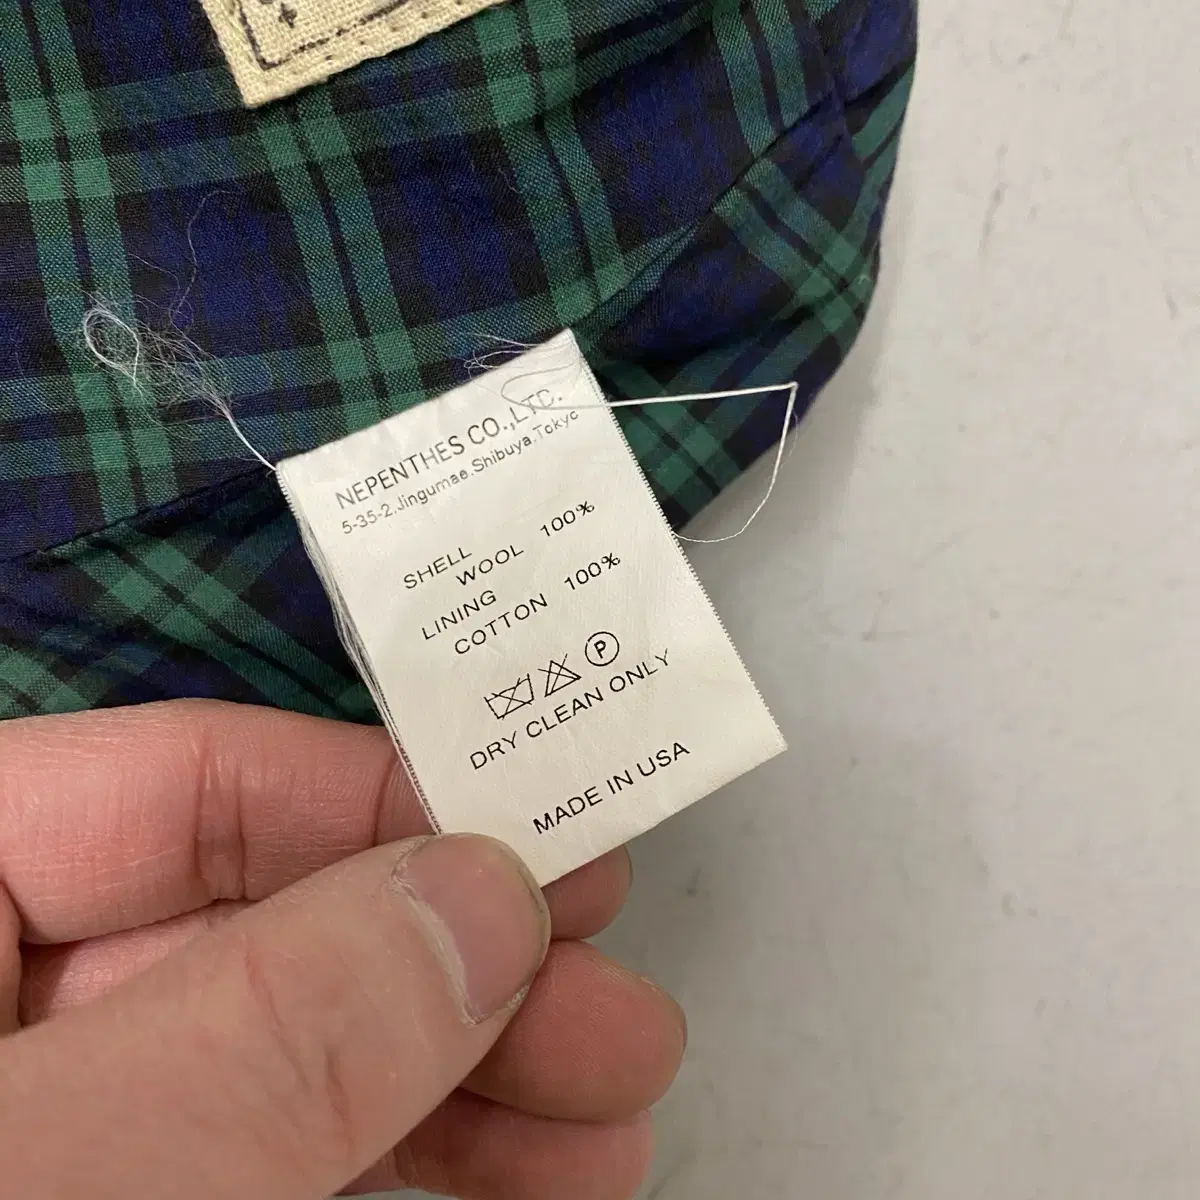 NEPENTHES CO.,LTD.
5-35-2.Jingumae.Shibuya.Tokyo
SHELL
WOOL 100%
LINING
COTTON 100%
P
DRY CLEAN ONLY
MADE IN USA